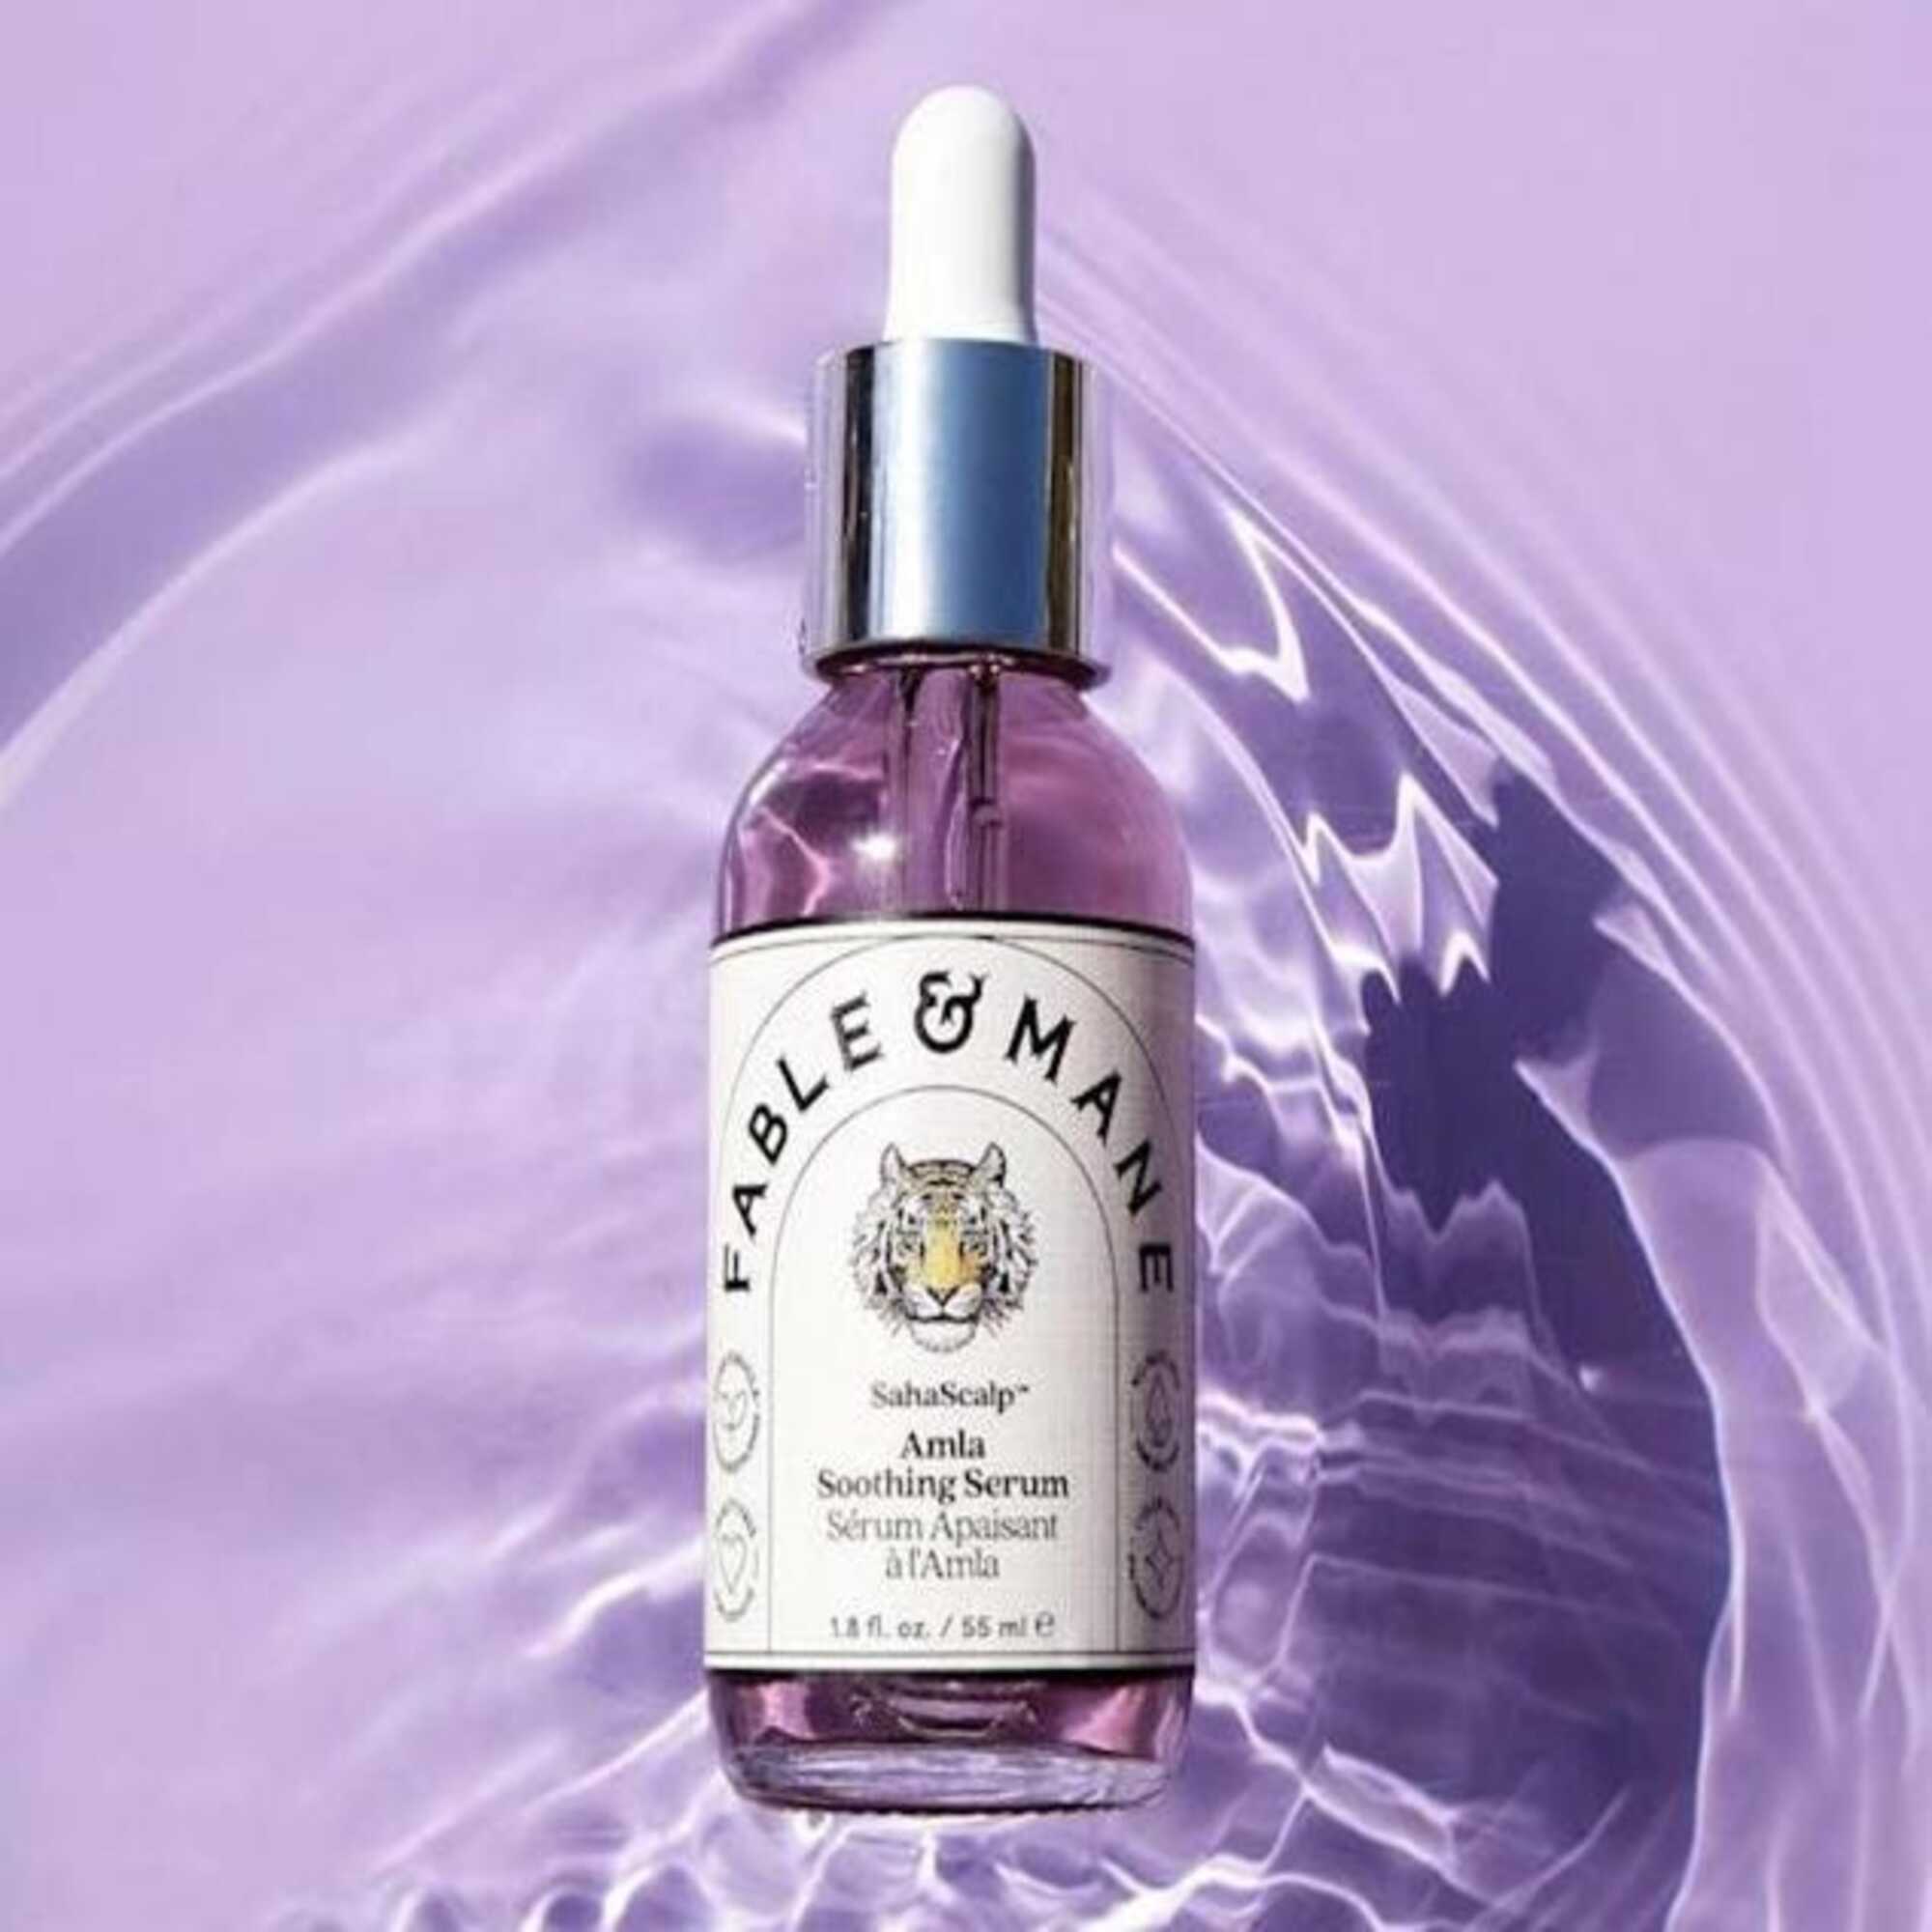 FABLE & MANE
SahaScalp™
Amla
Soothing Serum
Sérum Apaisant
à l'Amla
1.8 fl. oz. / 55 ml ℮